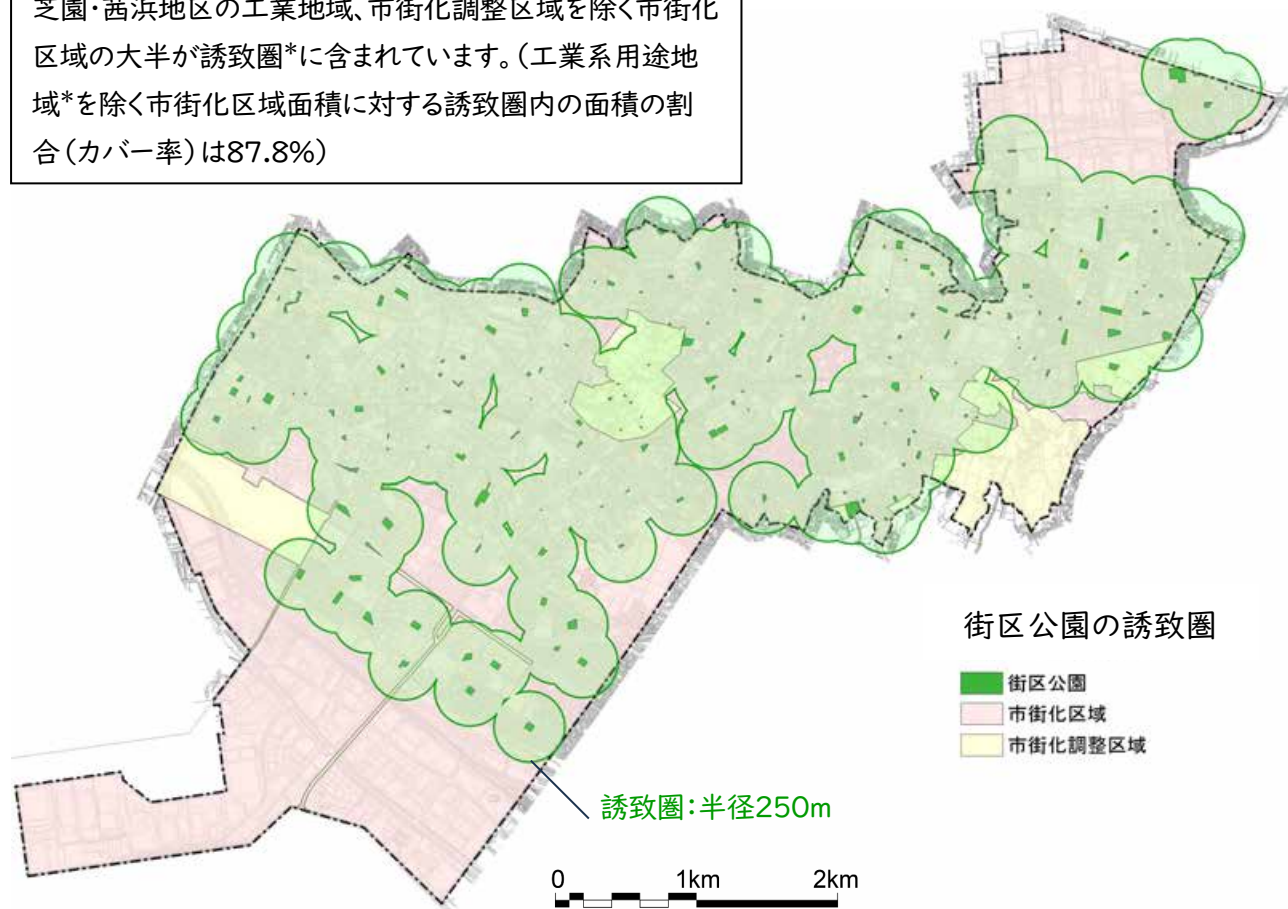 芝園・茜浜地区の工業地域、市街化調整区域を除く市街化
区域の大半が誘致圏*に含まれています。(工業系用途地
域*を除く市街化区域面積に対する誘致圏内の面積の割
合(カバー率)は87.8%)
街区公園の誘致圏
街区公園
市街化区域
市街化調整区域
誘致圏:半径250m
0 1km 2km